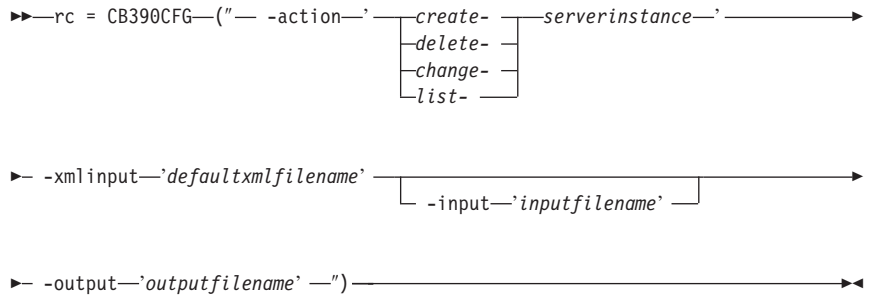 rc = CB390CFG (" -action ' create- serverinstance '
delete-
change-
list-
-xmlinput 'defaultxmlfilename'
-input 'inputfilename'
-output 'outputfilename' ")